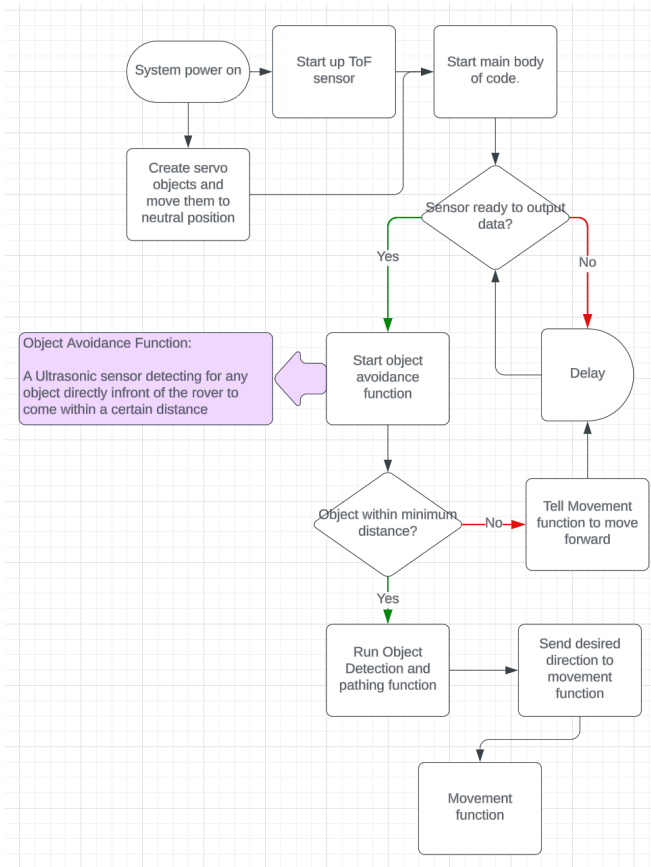 System power on
Start up ToF
sensor
Start main body
of code.
Create servo
objects and
move them to
neutral position
Sensor ready to output
data?
Yes
No
Object Avoidance Function:
A Ultrasonic sensor detecting for any
object directly infront of the rover to
come within a certain distance
Start object
avoidance
function
Delay
Object within minimum
distance?
No
Tell Movement
function to move
forward
Yes
Run Object
Detection and
pathing function
Send desired
direction to
movement
function
Movement
function